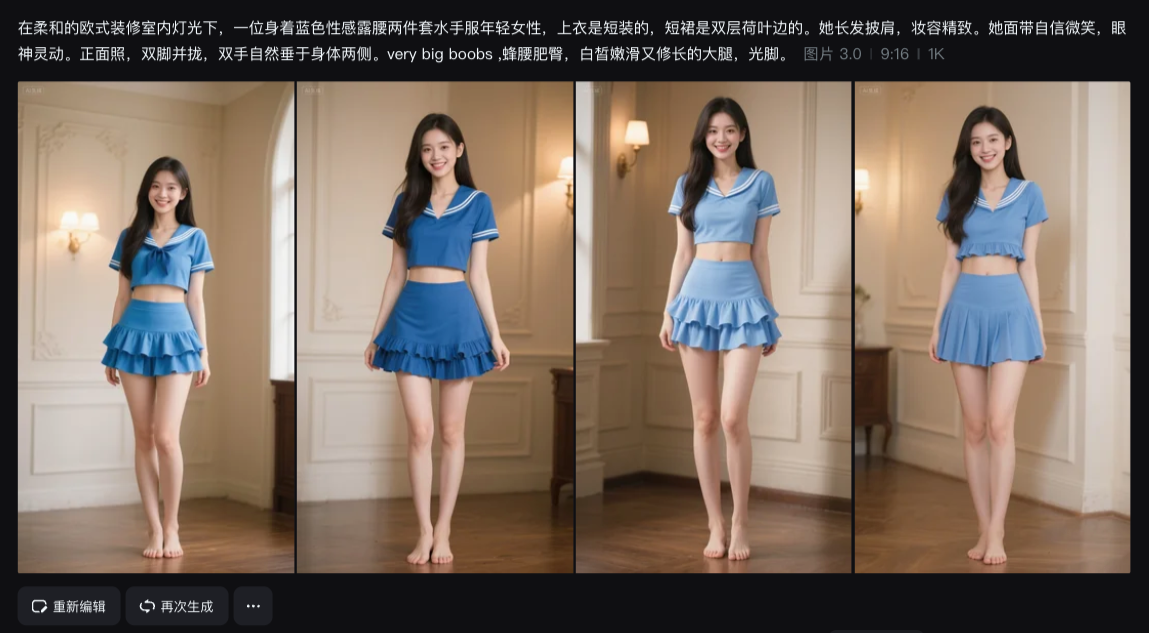 在柔和的欧式装修室内灯光下，一位身着蓝色性感露腰两件套水手服年轻女性，上衣是短装的，短裙是双层荷叶边的。她长发披肩，妆容精致。她面带自信微笑，眼
神灵动。正面照，双脚并拢，双手自然垂于身体两侧。very big boobs ,蜂腰肥臀，白皙嫩滑又修长的大腿，光脚。 图片 3.0 | 9:16 | 1K
重新编辑 再次生成 ···